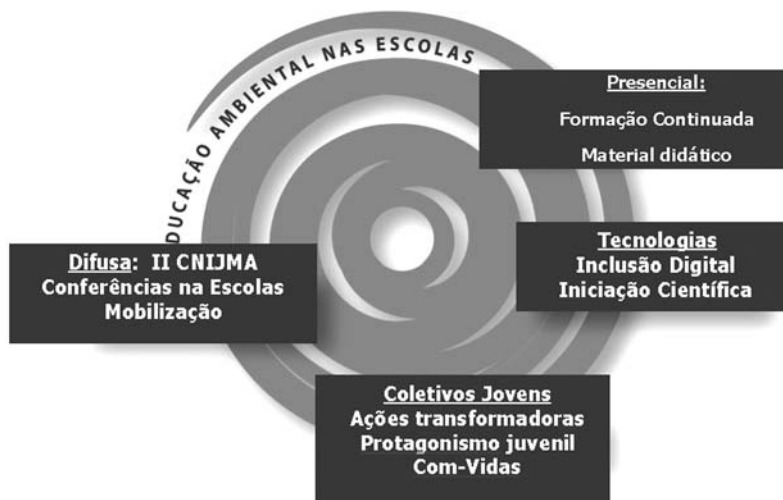 DUCAÇÃO AMBIENTAL NAS ESCOLAS
Presencial:
Formação Continuada
Material didático
Tecnologias
Inclusão Digital
Iniciação Científica
Difusa: II CNIJMA
Conferências na Escolas
Mobilização
Coletivos Jovens
Ações transformadoras
Protagonismo juvenil
Com-Vidas